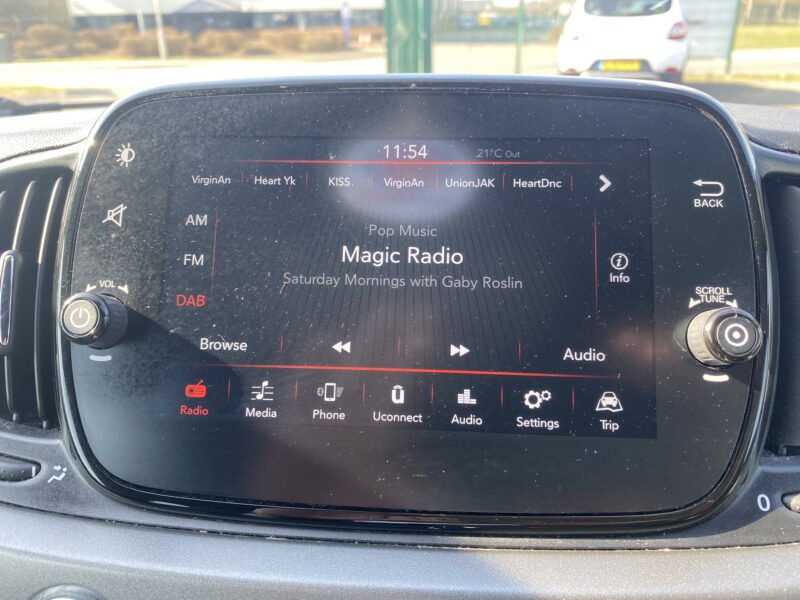 11:54 21°C Out
VirginAn Heart Yk KISS VirginAn UnionJAK HeartDnc
BACK
AM
Pop Music
Magic Radio
FM
Info
Saturday Mornings with Gaby Roslin
DAB
VOL
SCROLL
TUNE
Browse
Audio
Radio Media Phone Uconnect Audio Settings Trip
0